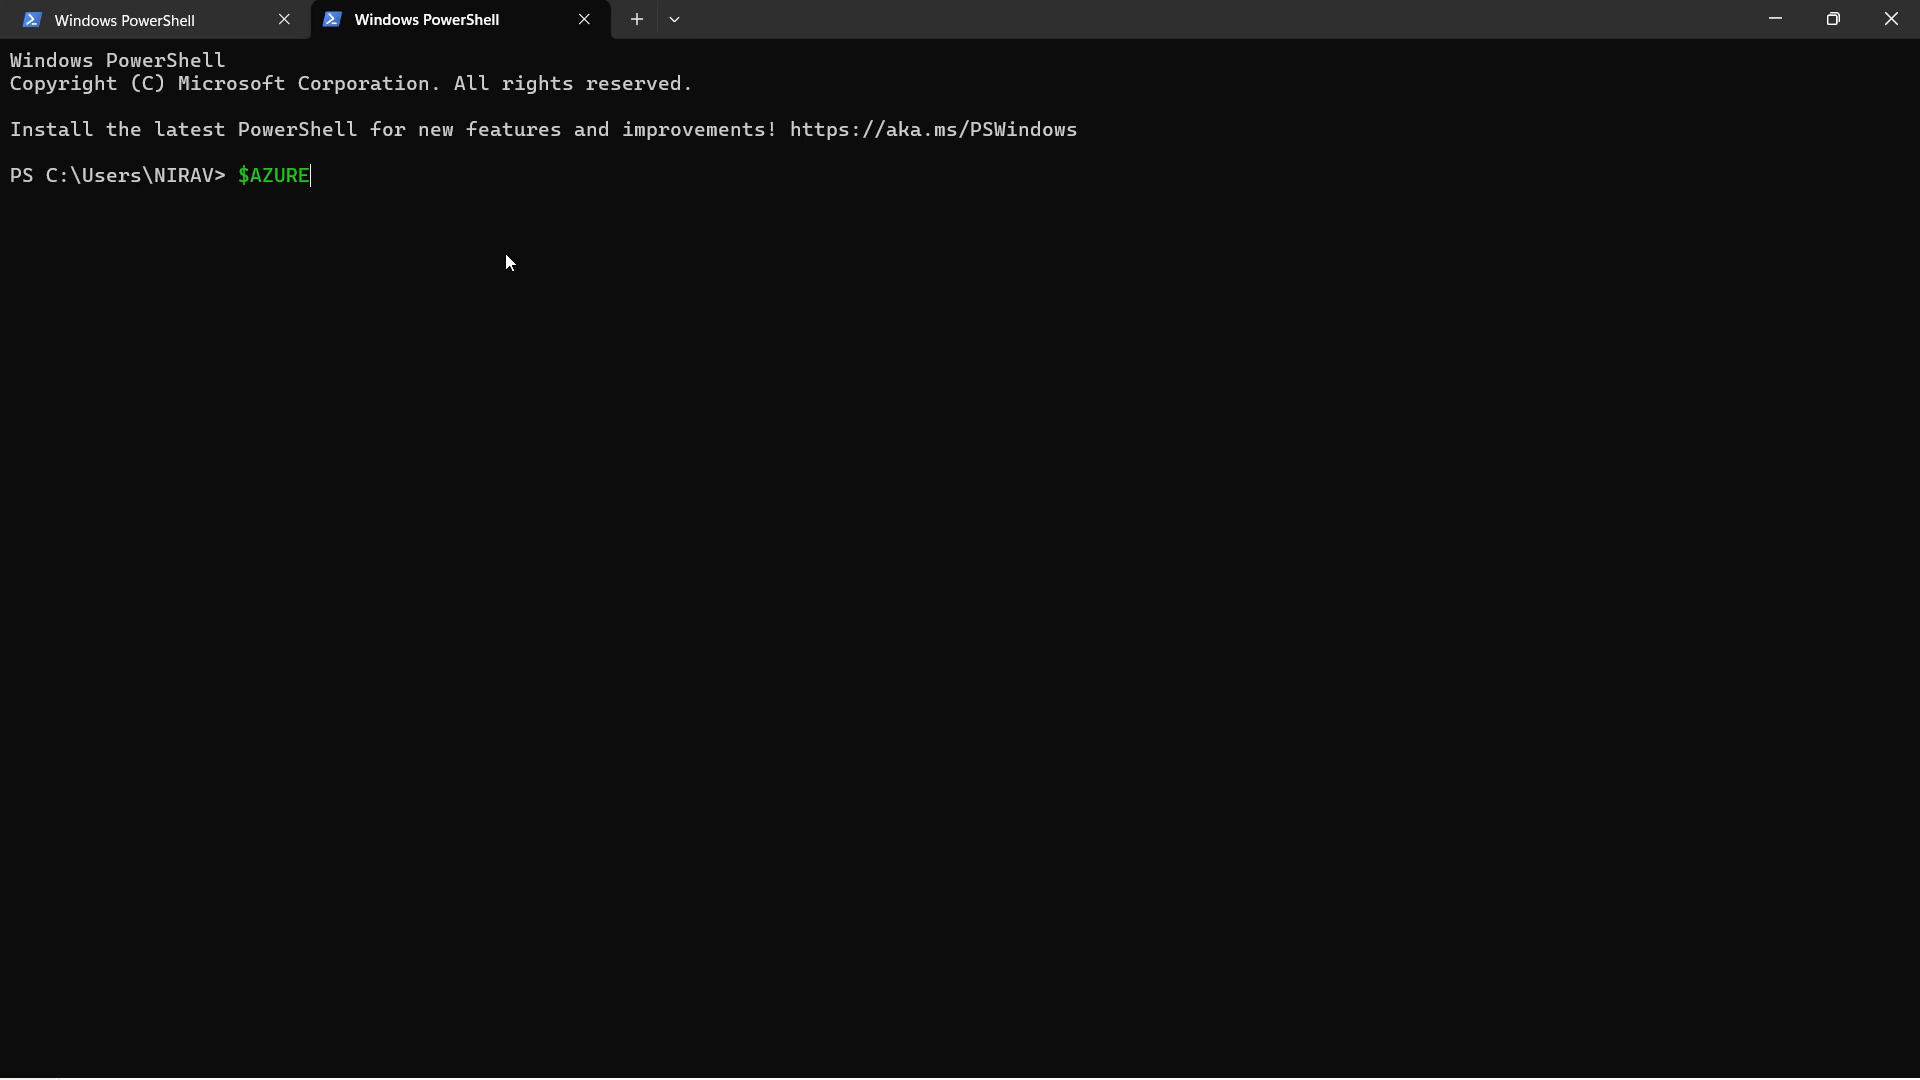 Windows PowerShell
Windows PowerShell
Windows PowerShell
Copyright (C) Microsoft Corporation. All rights reserved.
Install the latest PowerShell for new features and improvements! https://aka.ms/PSWindows
PS C:\Users\NIRAV> $AZURE